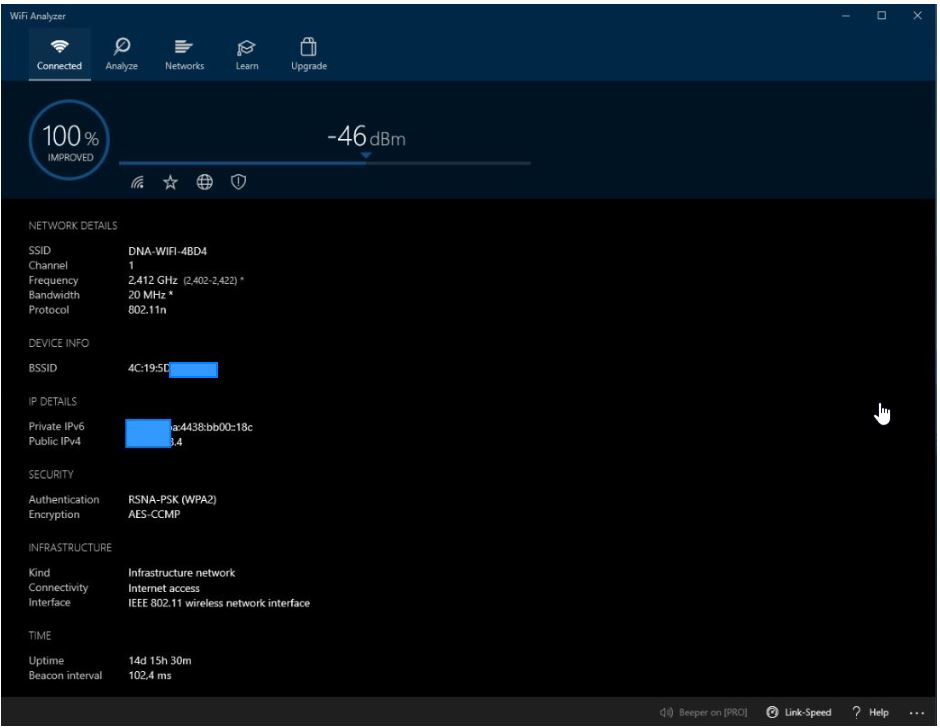 WiFi Analyzer
Connected Analyze Networks Learn Upgrade
100 % -46 dBm
IMPROVED
NETWORK DETAILS
SSID DNA-WIFI-4BD4
Channel 1
Frequency 2,412 GHz (2,402-2,422) *
Bandwidth 20 MHz *
Protocol 802.11n
DEVICE INFO
BSSID 4C:19:5D
IP DETAILS
Private IPv6 a:4438:bb00::18c
Public IPv4 .4
SECURITY
Authentication RSNA-PSK (WPA2)
Encryption AES-CCMP
INFRASTRUCTURE
Kind Infrastructure network
Connectivity Internet access
Interface IEEE 802.11 wireless network interface
TIME
Uptime 14d 15h 30m
Beacon interval 102,4 ms
Beeper on [PRO] Link-Speed ? Help ...